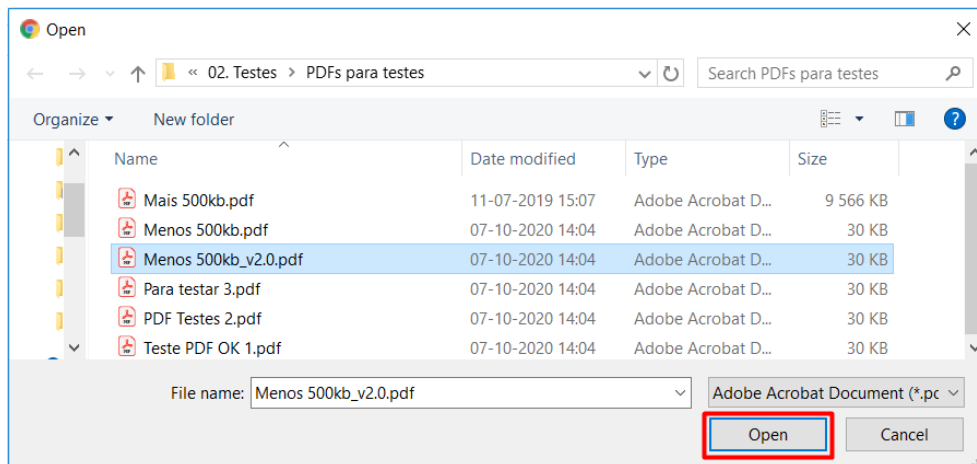 Open
« 02. Testes > PDFs para testes
Search PDFs para testes
Organize
New folder
Name Date modified Type Size
Mais 500kb.pdf 11-07-2019 15:07 Adobe Acrobat D... 9 566 KB
Menos 500kb.pdf 07-10-2020 14:04 Adobe Acrobat D... 30 KB
Menos 500kb_v2.0.pdf 07-10-2020 14:04 Adobe Acrobat D... 30 KB
Para testar 3.pdf 07-10-2020 14:04 Adobe Acrobat D... 30 KB
PDF Testes 2.pdf 07-10-2020 14:04 Adobe Acrobat D... 30 KB
Teste PDF OK 1.pdf 07-10-2020 14:04 Adobe Acrobat D... 30 KB
File name: Menos 500kb_v2.0.pdf Adobe Acrobat Document (*.pc
Open Cancel